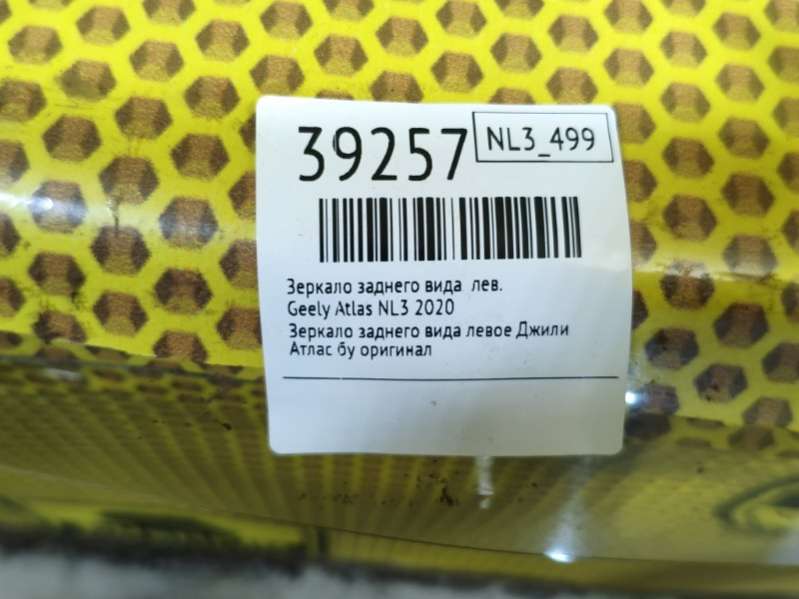 39257
NL3_499
Зеркало заднего вида лев.
Geely Atlas NL3 2020
Зеркало заднего вида левое Джили
Атлас бу оригинал